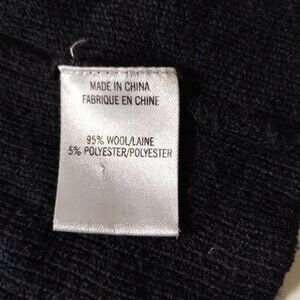 MADE IN CHINA
FABRIQUE EN CHINE
95% WOOL/LAINE
5% POLYESTER/POLYESTER